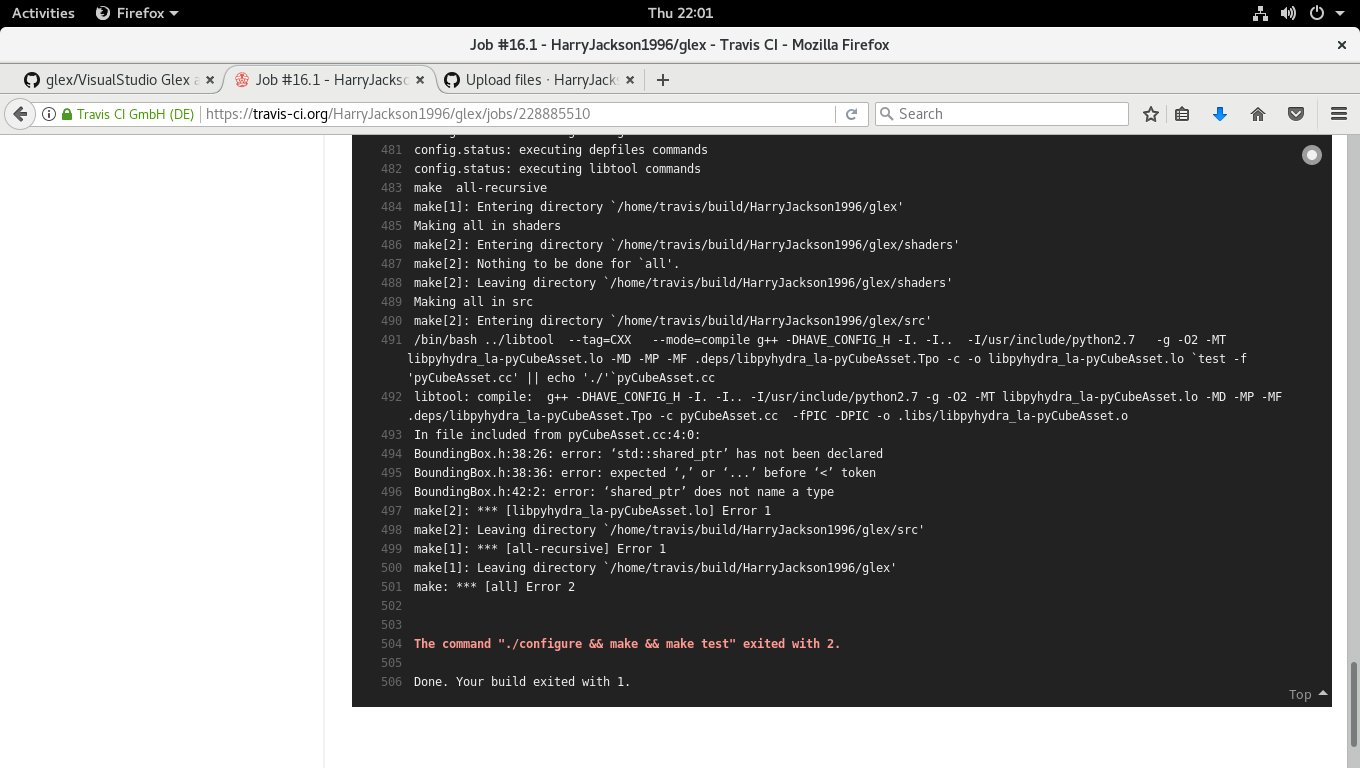 Activities Firefox Thu 22:01
Job #16.1 - HarryJackson1996/glex - Travis CI - Mozilla Firefox
glex/VisualStudio Glex a Job #16.1 - HarryJackso Upload files · HarryJack
Travis CI GmbH (DE) https://travis-ci.org/HarryJackson1996/glex/jobs/228885510 Search
481 config.status: executing depfiles commands
482 config.status: executing libtool commands
483 make  all-recursive
484 make[1]: Entering directory `/home/travis/build/HarryJackson1996/glex'
485 Making all in shaders
486 make[2]: Entering directory `/home/travis/build/HarryJackson1996/glex/shaders'
487 make[2]: Nothing to be done for `all'.
488 make[2]: Leaving directory `/home/travis/build/HarryJackson1996/glex/shaders'
489 Making all in src
490 make[2]: Entering directory `/home/travis/build/HarryJackson1996/glex/src'
491 /bin/bash ../libtool  --tag=CXX   --mode=compile g++ -DHAVE_CONFIG_H -I. -I..  -I/usr/include/python2.7   -g -O2 -MT
libpyhydra_la-pyCubeAsset.lo -MD -MP -MF .deps/libpyhydra_la-pyCubeAsset.Tpo -c -o libpyhydra_la-pyCubeAsset.lo `test -f
'pyCubeAsset.cc' || echo './'`pyCubeAsset.cc
492 libtool: compile:  g++ -DHAVE_CONFIG_H -I. -I.. -I/usr/include/python2.7 -g -O2 -MT libpyhydra_la-pyCubeAsset.lo -MD -MP -MF
.deps/libpyhydra_la-pyCubeAsset.Tpo -c pyCubeAsset.cc  -fPIC -DPIC -o .libs/libpyhydra_la-pyCubeAsset.o
493 In file included from pyCubeAsset.cc:4:0:
494 BoundingBox.h:38:26: error: ‘std::shared_ptr’ has not been declared
495 BoundingBox.h:38:36: error: expected ‘,’ or ‘...’ before ‘<’ token
496 BoundingBox.h:42:2: error: ‘shared_ptr’ does not name a type
497 make[2]: *** [libpyhydra_la-pyCubeAsset.lo] Error 1
498 make[2]: Leaving directory `/home/travis/build/HarryJackson1996/glex/src'
499 make[1]: *** [all-recursive] Error 1
500 make[1]: Leaving directory `/home/travis/build/HarryJackson1996/glex'
501 make: *** [all] Error 2
502
503
504 The command "./configure && make && make test" exited with 2.
505
506 Done. Your build exited with 1.
Top